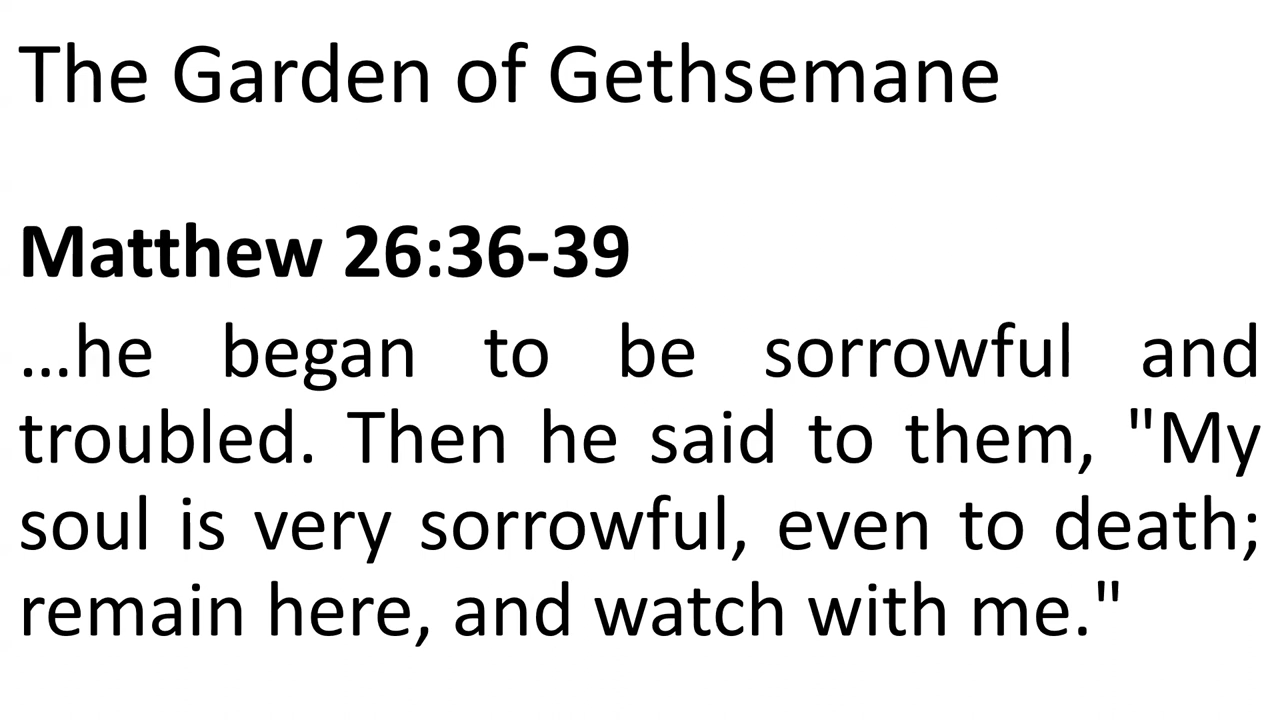 The Garden of Gethsemane
Matthew 26:36-39
...he began to be sorrowful and
troubled. Then he said to them, "My
soul is very sorrowful, even to death;
remain here, and watch with me."